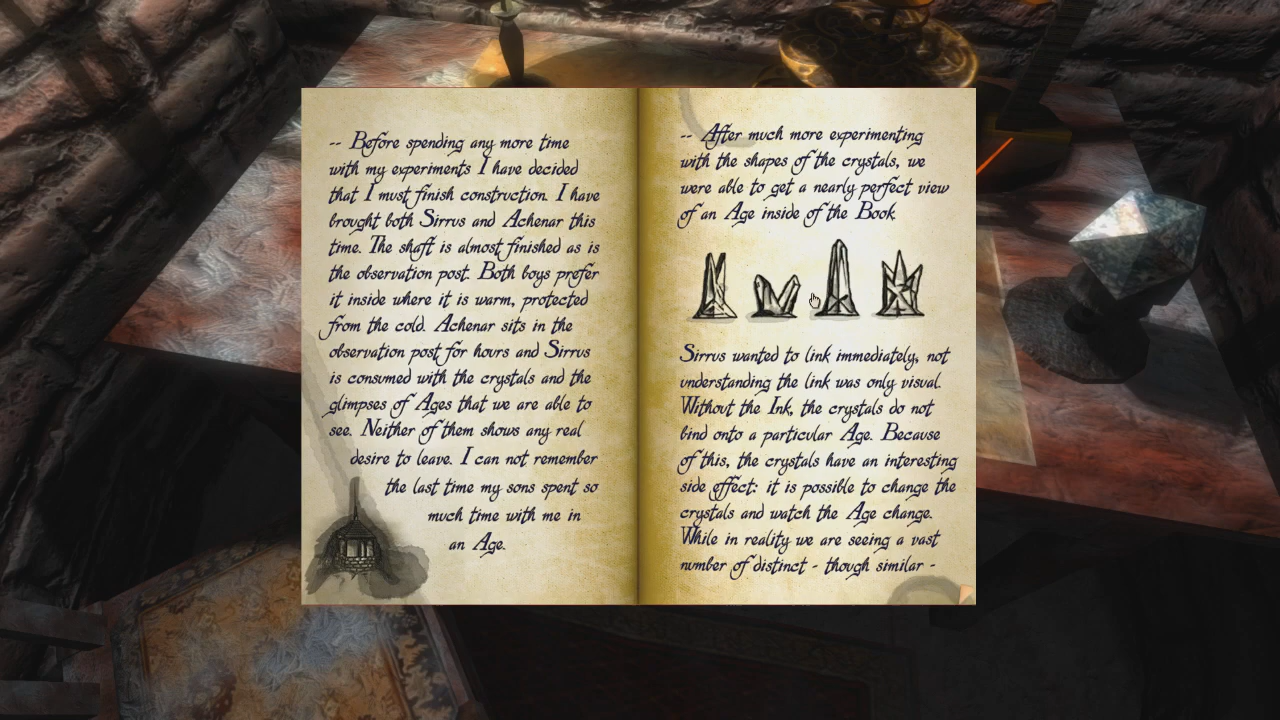 -- Before spending any more time
with my experiments I have decided
that I must finish construction. I have
brought both Sirrus and Achenar this
time. The shaft is almost finished as is
the observation post. Both boys prefer
it inside where it is warm, protected
from the cold. Achenar sits in the
observation post for hours and Sirrus
is consumed with the crystals and the
glimpses of Ages that we are able to
see. Neither of them shows any real
desire to leave. I can not remember
the last time my sons spent so
much time with me in
an Age.
-- After much more experimenting
with the shapes of the crystals, we
were able to get a nearly perfect view
of an Age inside of the Book.
Sirrus wanted to link immediately, not
understanding the link was only visual.
Without the Ink, the crystals do not
bind onto a particular Age. Because
of this, the crystals have an interesting
side effect: it is possible to change the
crystals and watch the Age change.
While in reality we are seeing a vast
number of distinct - though similar -